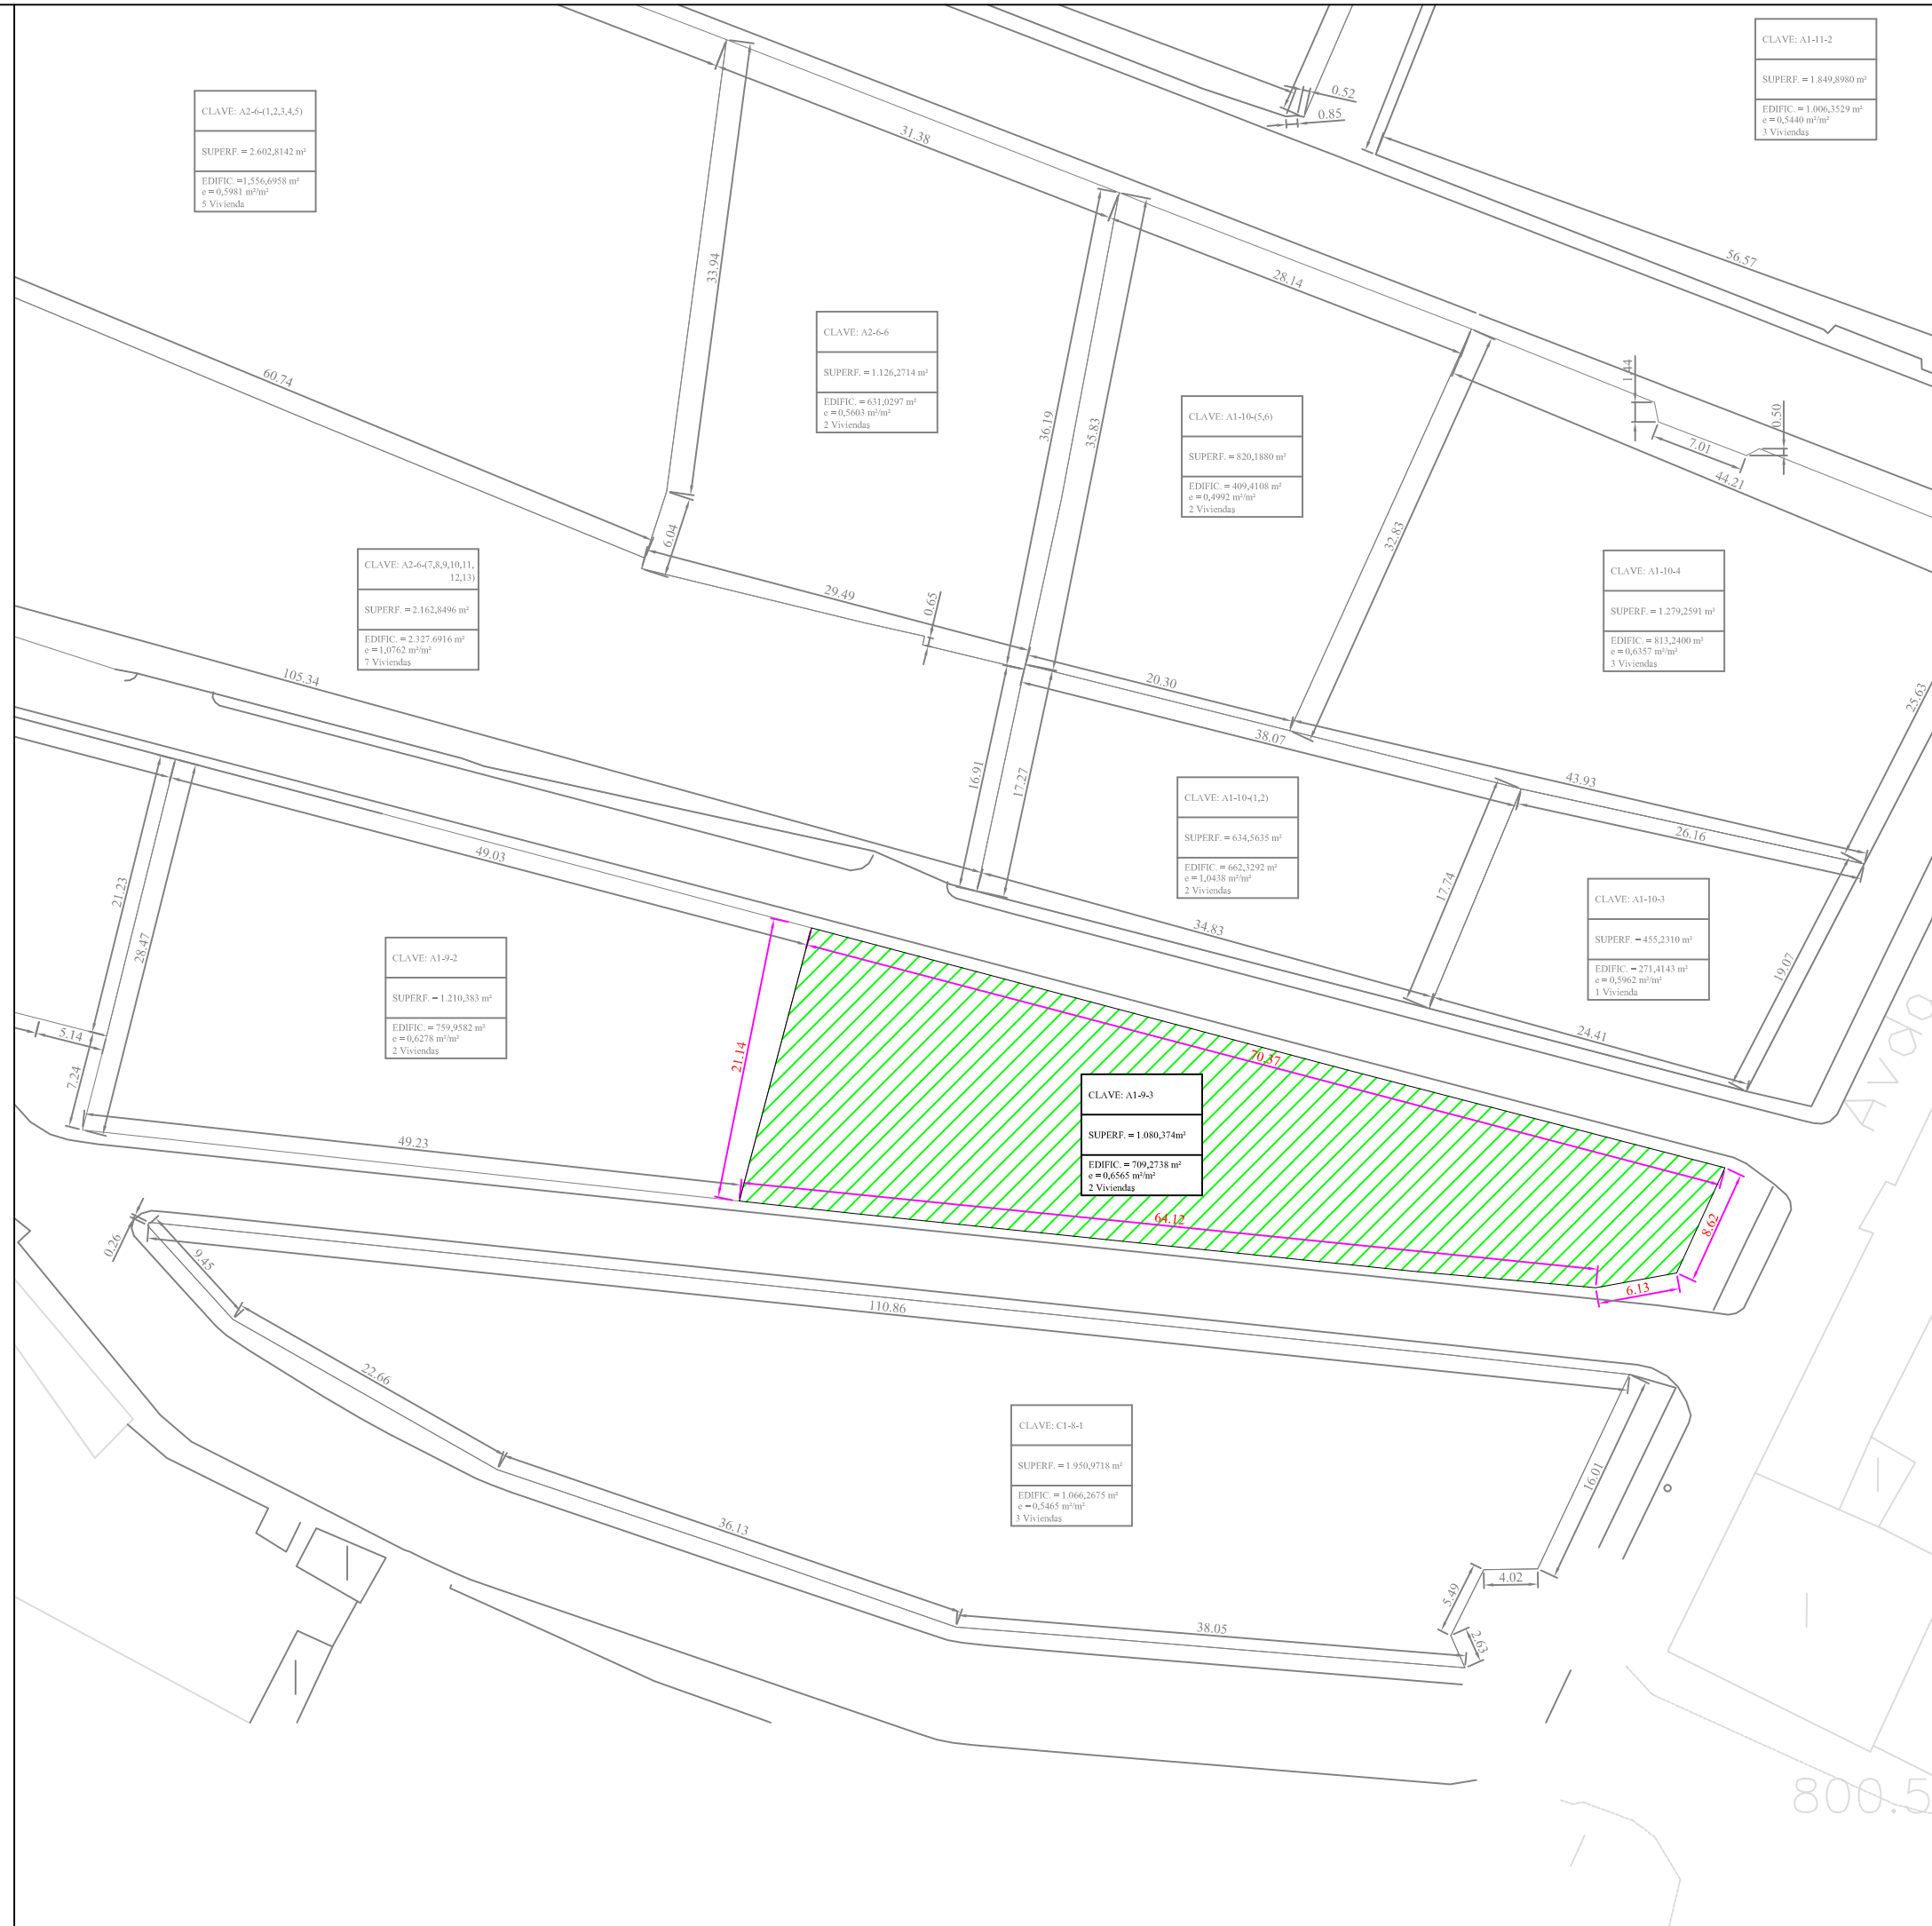 CLAVE: A1-11-2
SUPERF. = 1.849,8980 m²
EDIFIC. = 1.006,3529 m²
e = 0,5440 m²/m²
3 Viviendas
0.52
0.85
CLAVE: A2-6-(1,2,3,4,5)
SUPERF. = 2.602,8142 m²
EDIFIC. =1,556,6958 m²
e = 0,5981 m²/m²
5 Vivienda
31.38
33.94
56.57
28.14
CLAVE: A2-6-6
SUPERF. = 1.126,2714 m²
EDIFIC. = 631,0297 m²
e = 0,5603 m²/m²
2 Viviendas
60.74
1.44
0.50
7.01
44.21
36.19
35.83
CLAVE: A1-10-(5,6)
SUPERF. = 820,1880 m²
EDIFIC. = 409,4108 m²
e = 0,4992 m²/m²
2 Viviendas
32.83
6.04
CLAVE: A2-6-(7,8,9,10,11,
12,13)
SUPERF. = 2.162,8496 m²
EDIFIC. = 2.327.6916 m²
e = 1,0762 m²/m²
7 Viviendas
29.49
0.65
CLAVE: A1-10-4
SUPERF. = 1.279,2591 m²
EDIFIC. = 813,2400 m²
e = 0,6357 m²/m²
3 Viviendas
105.34
20.30
25.63
38.07
43.93
16.91
17.27
CLAVE: A1-10-(1,2)
SUPERF. = 634,5635 m²
EDIFIC. = 662,3292 m²
e = 1,0438 m²/m²
2 Viviendas
26.16
17.74
49.03
21.23
28.47
CLAVE: A1-10-3
SUPERF. = 455,2310 m²
EDIFIC. = 271,4143 m²
e = 0,5962 m²/m²
1 Vivienda
34.83
19.07
24.41
CLAVE: A1-9-2
SUPERF. = 1.210,383 m²
EDIFIC. = 759,9582 m²
e = 0,6278 m²/m²
2 Viviendas
5.14
7.24
21.14
70.37
CLAVE: A1-9-3
SUPERF. = 1.080,374m²
EDIFIC. = 709,2738 m²
e = 0,6565 m²/m²
2 Viviendas
49.23
64.12
8.62
6.13
0.26
9.45
110.86
22.66
CLAVE: C1-8-1
SUPERF. = 1.950,9718 m²
EDIFIC. = 1.066,2675 m²
e = 0,5465 m²/m²
3 Viviendas
16.01
36.13
4.02
5.49
38.05
2.63
800.5